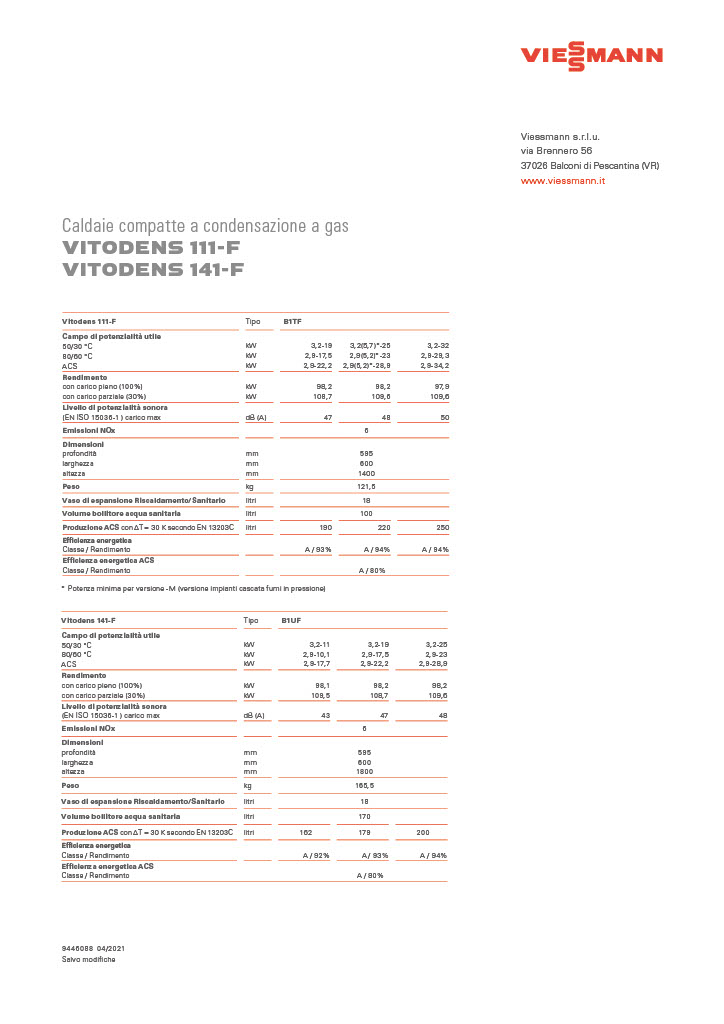 VIESSMANN
Viessmann s.r.l.u.
via Brennero 56
37026 Balconi di Pescantina (VR)
www.viessmann.it
Caldaie compatte a condensazione a gas
VITODENS 111-F
VITODENS 141-F
Vitodens 111-F Tipo B1TF
Campo di potenzialità utile
50/30 °C kW 3,2-19 3,2(5,7)*-25 3,2-32
80/60 °C kW 2,9-17,5 2,9(5,2)*-23 2,9-29,3
ACS kW 2,9-22,2 2,9(5,2)*-28,9 2,9-34,2
Rendimento
con carico pieno (100%) kW 98,2 98,2 97,9
con carico parziale (30%) kW 108,7 109,6 109,6
Livello di potenzialità sonora
(EN ISO 15036-1 ) carico max dB (A) 47 48 50
Emissioni NOx 6
Dimensioni
profondità mm 595
larghezza mm 600
altezza mm 1400
Peso kg 121,5
Vaso di espansione Riscaldamento/Sanitario litri 18
Volume bollitore acqua sanitaria litri 100
Produzione ACS con ΔT = 30 K secondo EN 13203C litri 190 220 250
Efficienza energetica
Classe / Rendimento A / 93% A / 94% A / 94%
Efficienza energetica ACS
Classe / Rendimento A / 80%
* Potenza minima per versione -M (versione impianti cascata fumi in pressione)
Vitodens 141-F Tipo B1UF
Campo di potenzialità utile
50/30 °C kW 3,2-11 3,2-19 3,2-25
80/60 °C kW 2,9-10,1 2,9-17,5 2,9-23
ACS kW 2,9-17,7 2,9-22,2 2,9-28,9
Rendimento
con carico pieno (100%) kW 98,1 98,2 98,2
con carico parziale (30%) kW 109,5 108,7 109,6
Livello di potenzialità sonora
(EN ISO 15036-1 ) carico max dB (A) 43 47 48
Emissioni NOx 6
Dimensioni
profondità mm 595
larghezza mm 600
altezza mm 1800
Peso kg 165,5
Vaso di espansione Riscaldamento/Sanitario litri 18
Volume bollitore acqua sanitaria litri 170
Produzione ACS con ΔT = 30 K secondo EN 13203C litri 162 179 200
Efficienza energetica
Classe / Rendimento A / 92% A / 93% A / 94%
Efficienza energetica ACS
Classe / Rendimento A / 80%
9446088 04/2021
Salvo modifiche